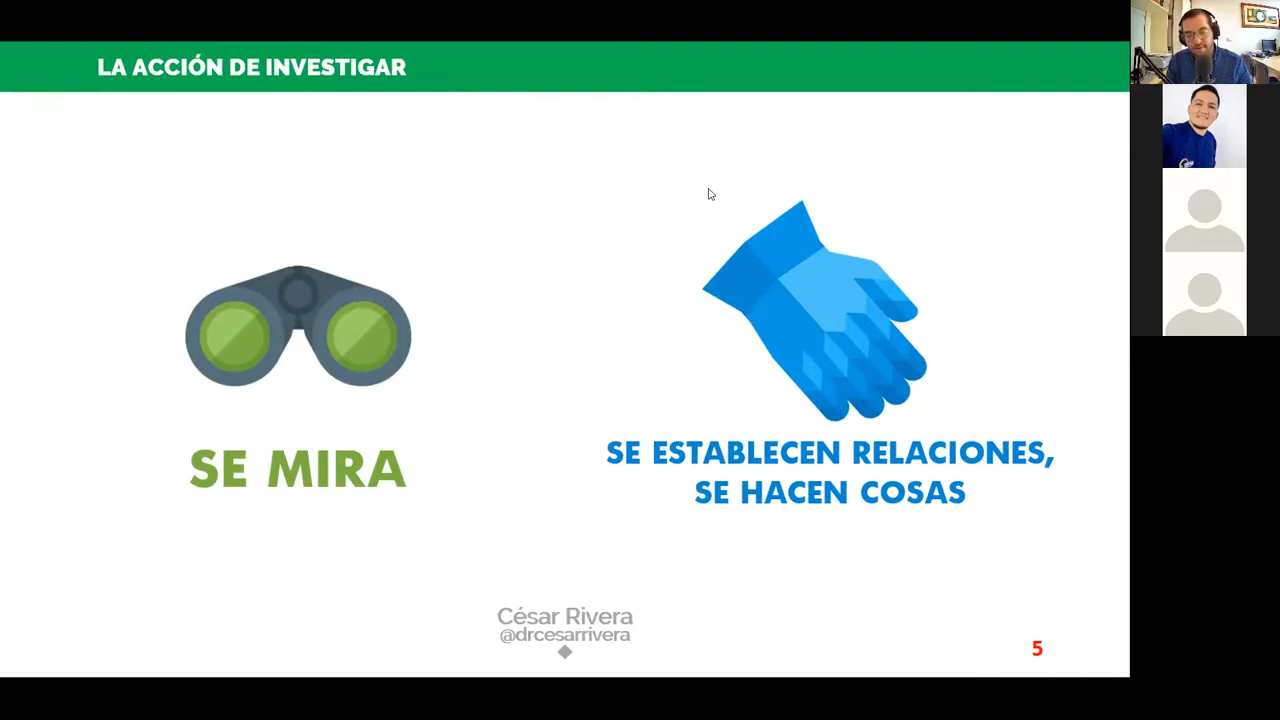 LA ACCIÓN DE INVESTIGAR
SE MIRA
SE ESTABLECEN RELACIONES,
SE HACEN COSAS
César Rivera
@drcesarrivera
5